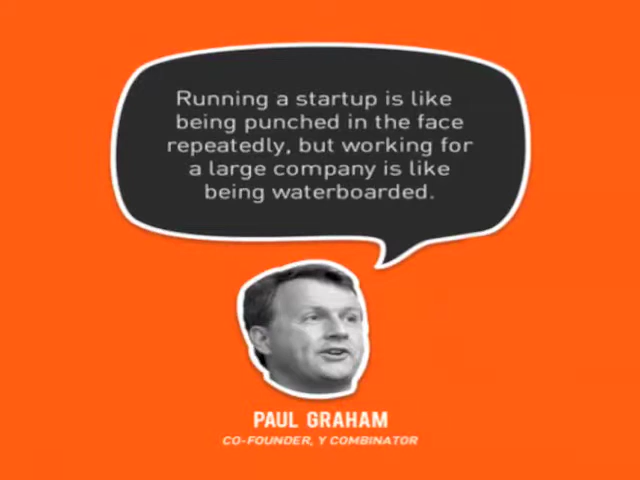 Running a startup is like
being punched in the face
repeatedly, but working for
a large company is like
being waterboarded.
PAUL GRAHAM
CO-FOUNDER, Y COMBINATOR